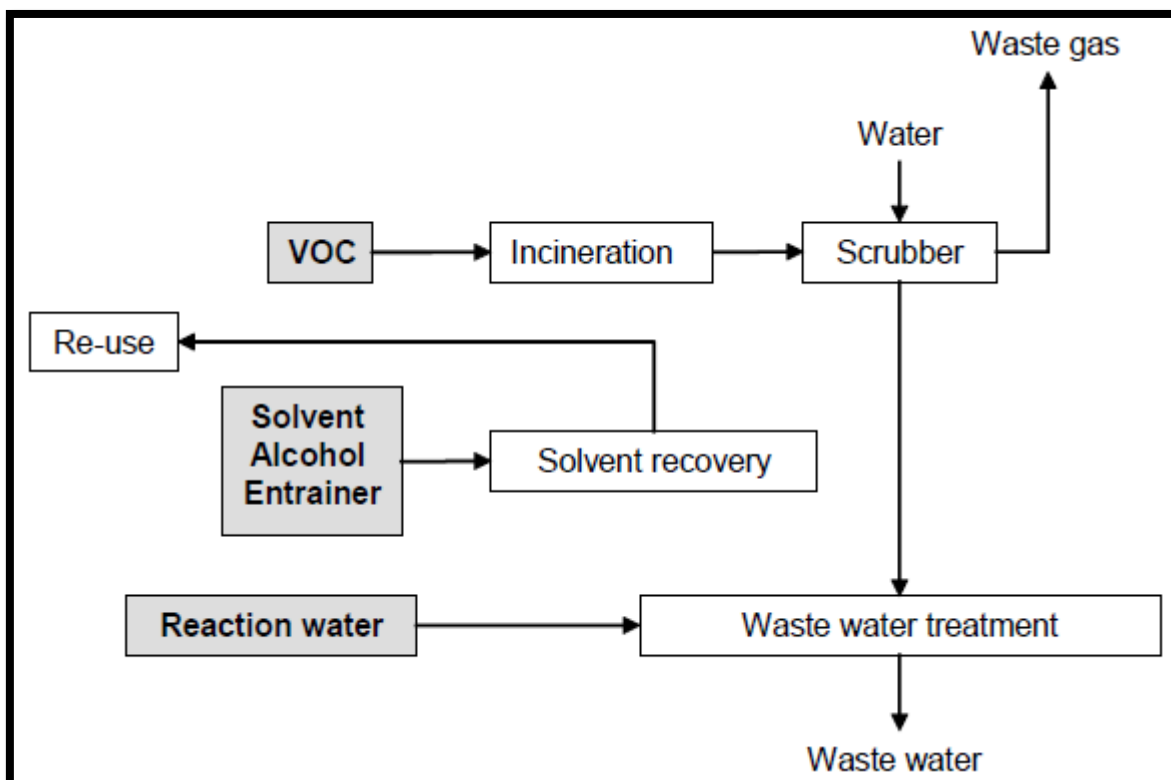 Waste gas
Water
VOC
Incineration
Scrubber
Re-use
Solvent
Alcohol
Entrainer
Solvent recovery
Reaction water
Waste water treatment
Waste water